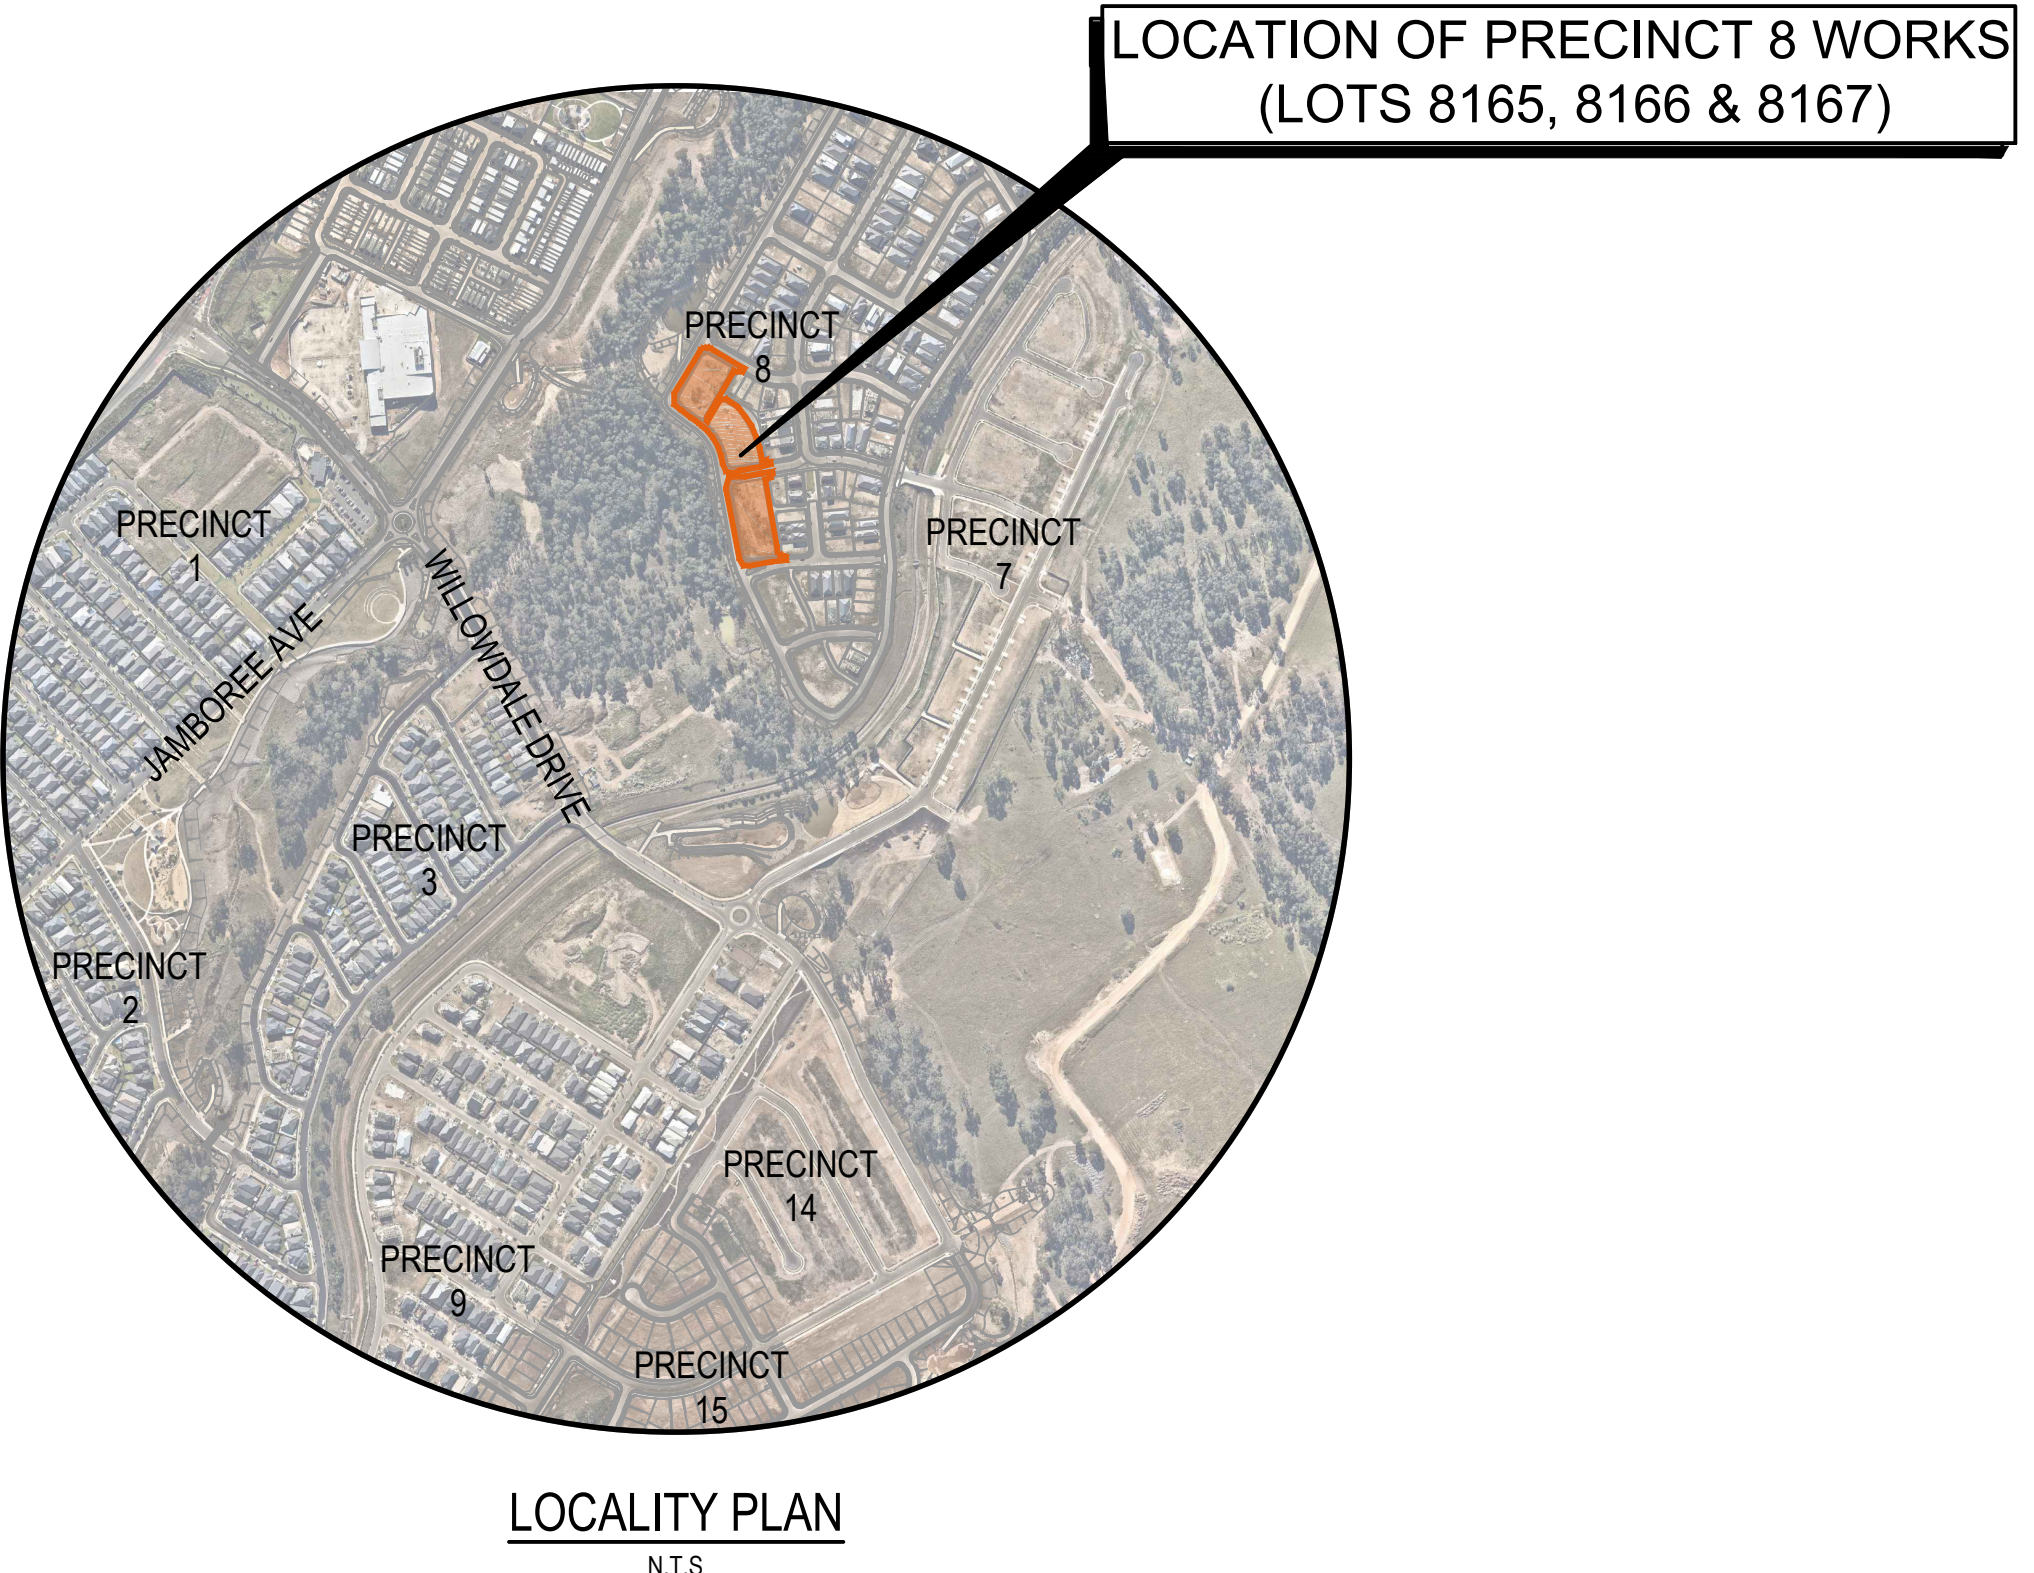 LOCATION OF PRECINCT 8 WORKS
(LOTS 8165, 8166 & 8167)
PRECINCT
8
PRECINCT
1
PRECINCT
7
WILLOWDALE DRIVE
JAMBOREE AVE
PRECINCT
3
PRECINCT
2
PRECINCT
14
PRECINCT
9
PRECINCT
15
LOCALITY PLAN
N.T.S